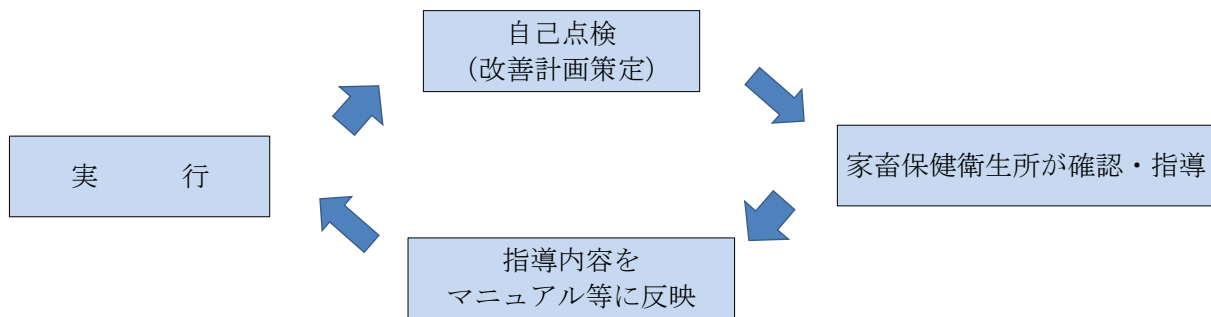 自己点検
（改善計画策定）
家畜保健衛生所が確認・指導
実　　　行
指導内容を
マニュアル等に反映